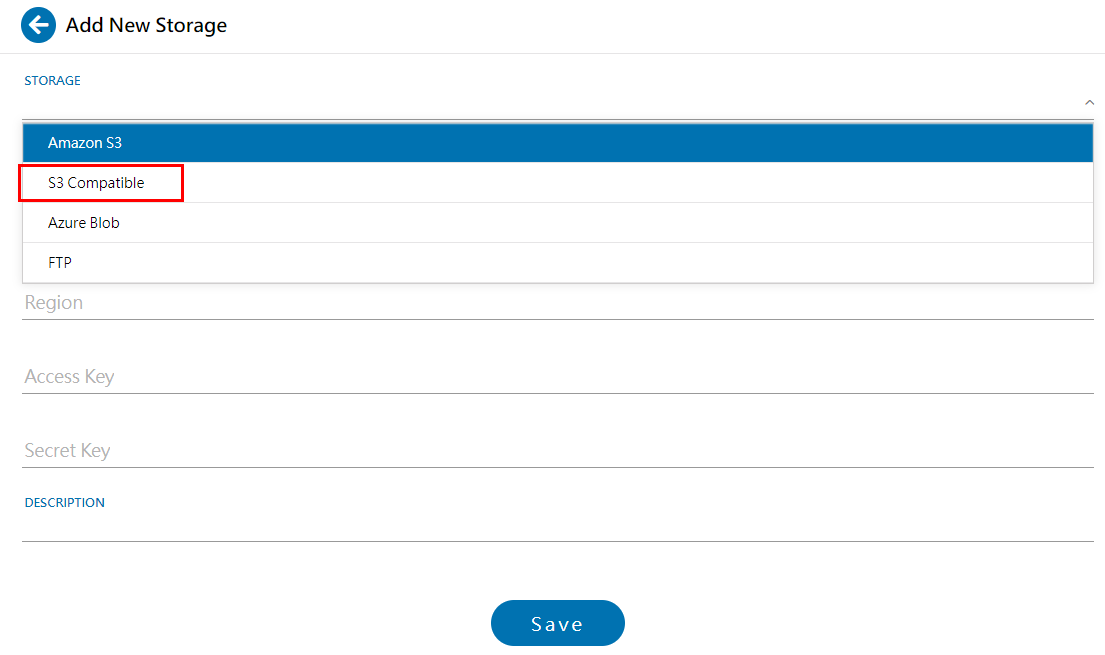 Add New Storage
STORAGE
Amazon S3
S3 Compatible
Azure Blob
FTP
Region
Access Key
Secret Key
DESCRIPTION
Save